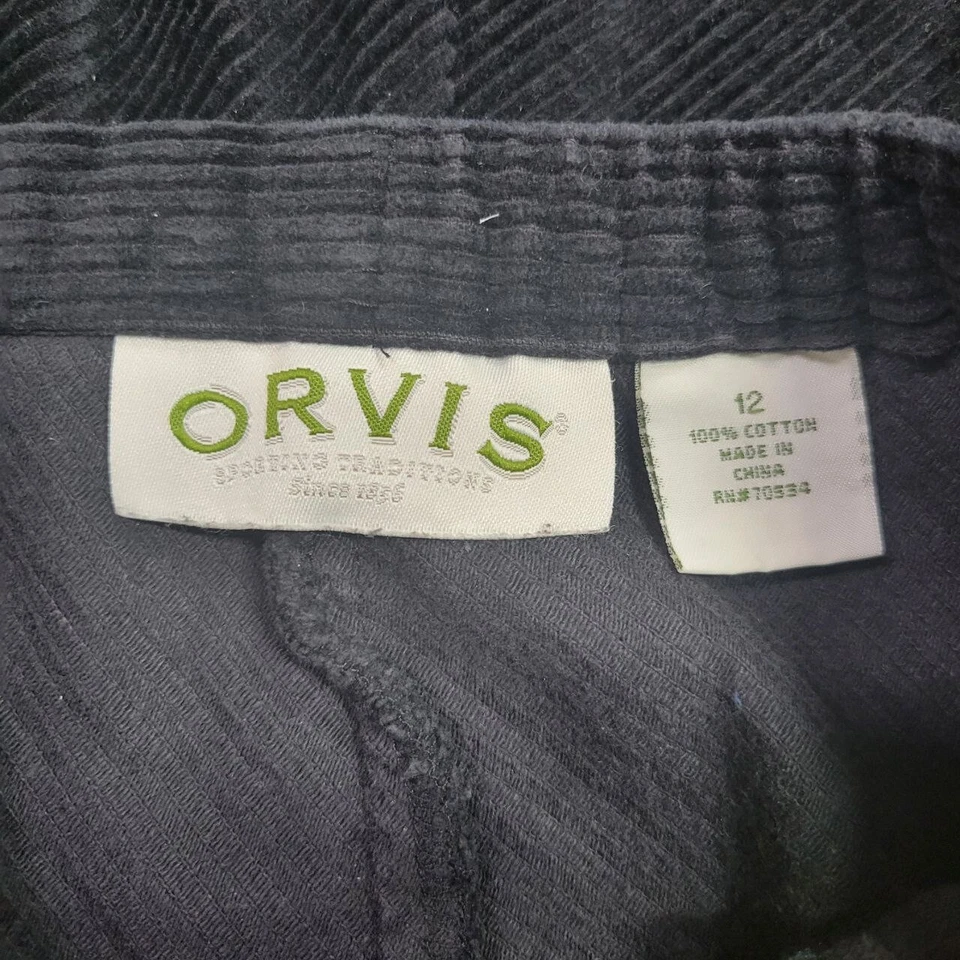 ORVIS®
SPORTING TRADITIONS
Since 1856
12
100% COTTON
MADE IN
CHINA
RN#70534